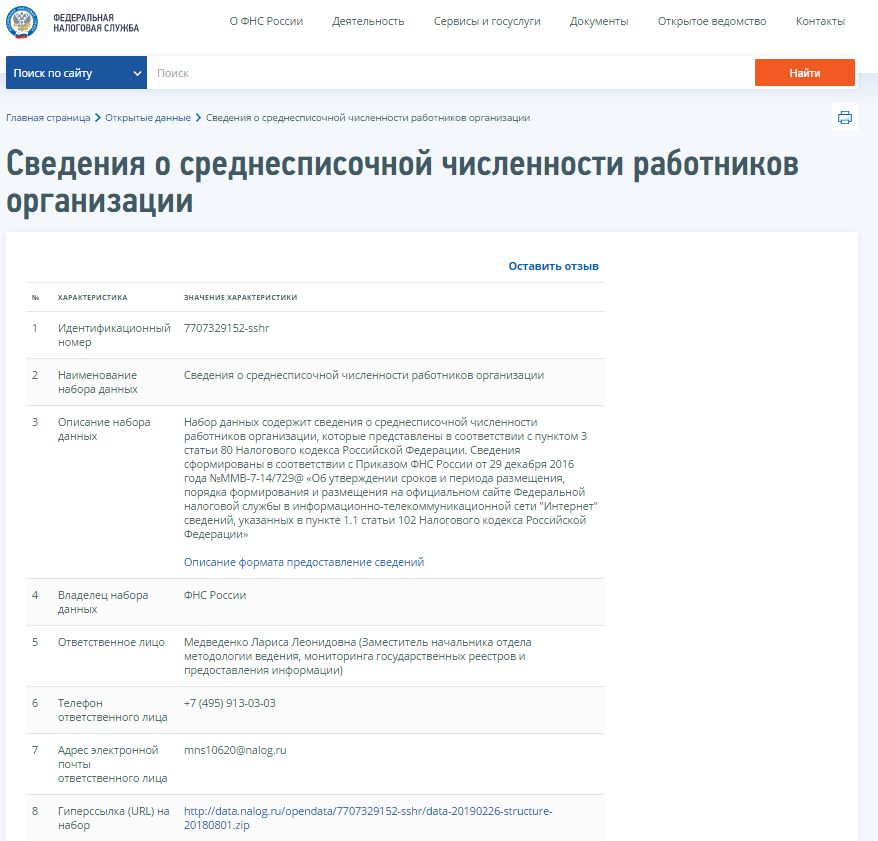 ФЕДЕРАЛЬНАЯ
НАЛОГОВАЯ СЛУЖБА
О ФНС России
Деятельность
Сервисы и госуслуги
Документы
Открытое ведомство
Контакты
Поиск по сайту
Поиск
Найти
Главная страница > Открытые данные > Сведения о среднесписочной численности работников организации
Сведения о среднесписочной численности работников
организации
Оставить отзыв
№ ХАРАКТЕРИСТИКА ЗНАЧЕНИЕ ХАРАКТЕРИСТИКИ
1 Идентификационный 7707329152-sshr
номер
2 Наименование Сведения о среднесписочной численности работников организации
набора данных
3 Описание набора Набор данных содержит сведения о среднесписочной численности
данных работников организации, которые представлены в соответствии с пунктом 3
статьи 80 Налогового кодекса Российской Федерации. Сведения
сформированы в соответствии с Приказом ФНС России от 29 декабря 2016
года №ММВ-7-14/729@ «Об утверждении сроков и периода размещения,
порядка формирования и размещения на официальном сайте Федеральной
налоговой службы в информационно-телекоммуникационной сети "Интернет"
сведений, указанных в пункте 1.1 статьи 102 Налогового кодекса Российской
Федерации»
Описание формата предоставление сведений
4 Владелец набора ФНС России
данных
5 Ответственное лицо Медведенко Лариса Леонидовна (Заместитель начальника отдела
методологии ведения, мониторинга государственных реестров и
предоставления информации)
6 Телефон +7 (495) 913-03-03
ответственного лица
7 Адрес электронной mns10620@nalog.ru
почты
ответственного лица
8 Гиперссылка (URL) на http://data.nalog.ru/opendata/7707329152-sshr/data-20190226-structure-
набор 20180801.zip